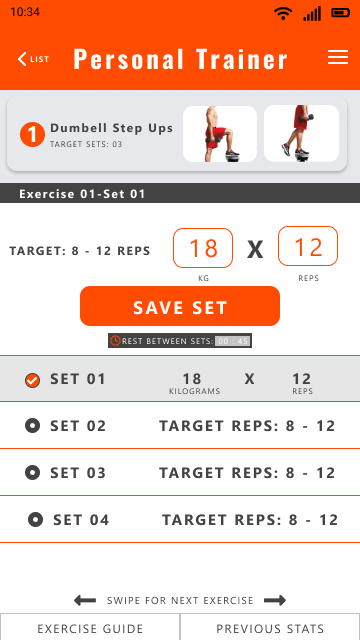 10:34
LIST
Personal Trainer
1
Dumbell Step Ups
TARGET SETS: 03
Exercise 01-Set 01
TARGET: 8 - 12 REPS
18 X 12
KG REPS
SAVE SET
REST BETWEEN SETS: 00 : 45
SET 01 18 X 12
KILOGRAMS REPS
SET 02 TARGET REPS: 8 - 12
SET 03 TARGET REPS: 8 - 12
SET 04 TARGET REPS: 8 - 12
SWIPE FOR NEXT EXERCISE
EXERCISE GUIDE PREVIOUS STATS